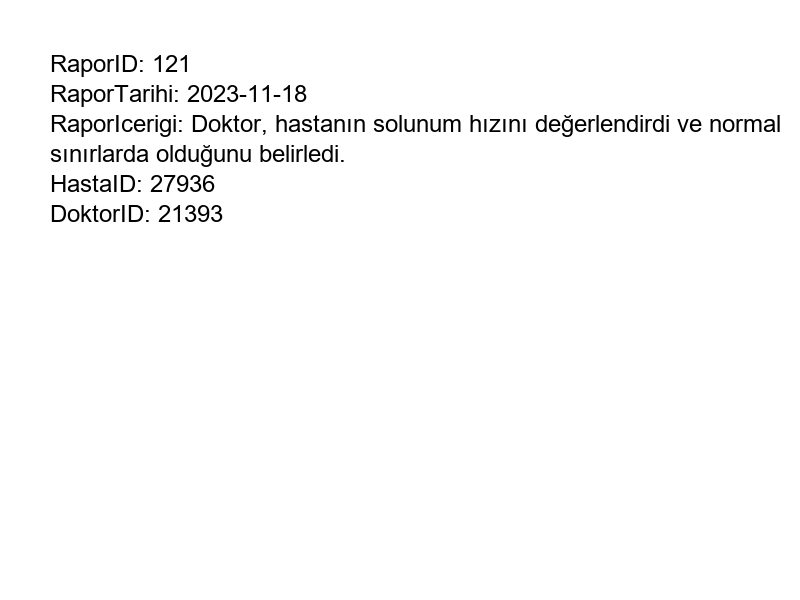 RaporID: 121
RaporTarihi: 2023-11-18
RaporIcerigi: Doktor, hastanın solunum hızını değerlendirdi ve normal
sınırlarda olduğunu belirledi.
HastaID: 27936
DoktorID: 21393